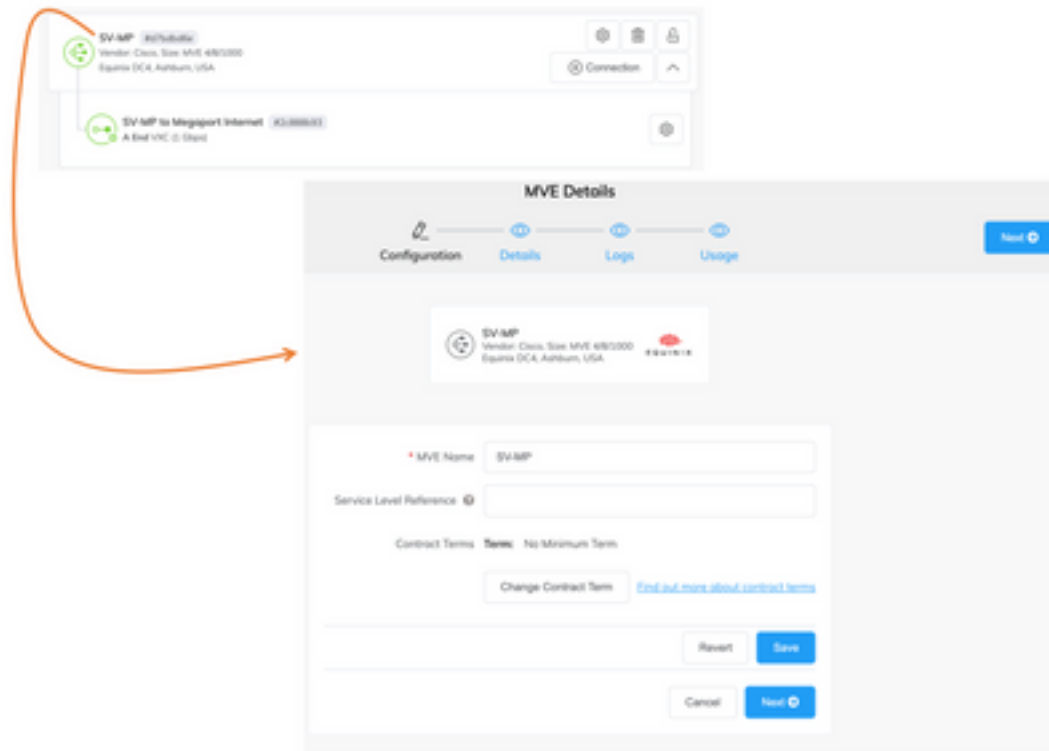 SV-MP
Vendor: Cisco, Size: MVE 4/8/1000
Equinix DC4, Ashburn, USA
Connection
SV-MP to Megaport Internet
A End VXC (1 Gbps)
MVE Details
Configuration
Details
Logs
Usage
Next
SV-MP
Vendor: Cisco, Size: MVE 4/8/1000
Equinix DC4, Ashburn, USA
EQUINIX
* MVE Name
SV-MP
Service Level Reference
Contract Terms
Term: No Minimum Term
Change Contract Term
Find out more about contract terms
Revert
Save
Cancel
Next